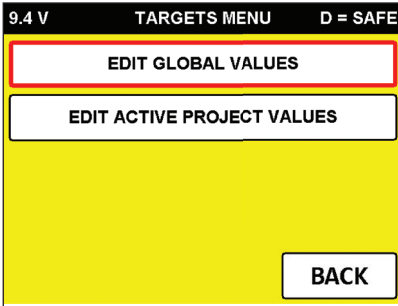 9.4 V TARGETS MENU D = SAFE
EDIT GLOBAL VALUES
EDIT ACTIVE PROJECT VALUES
BACK